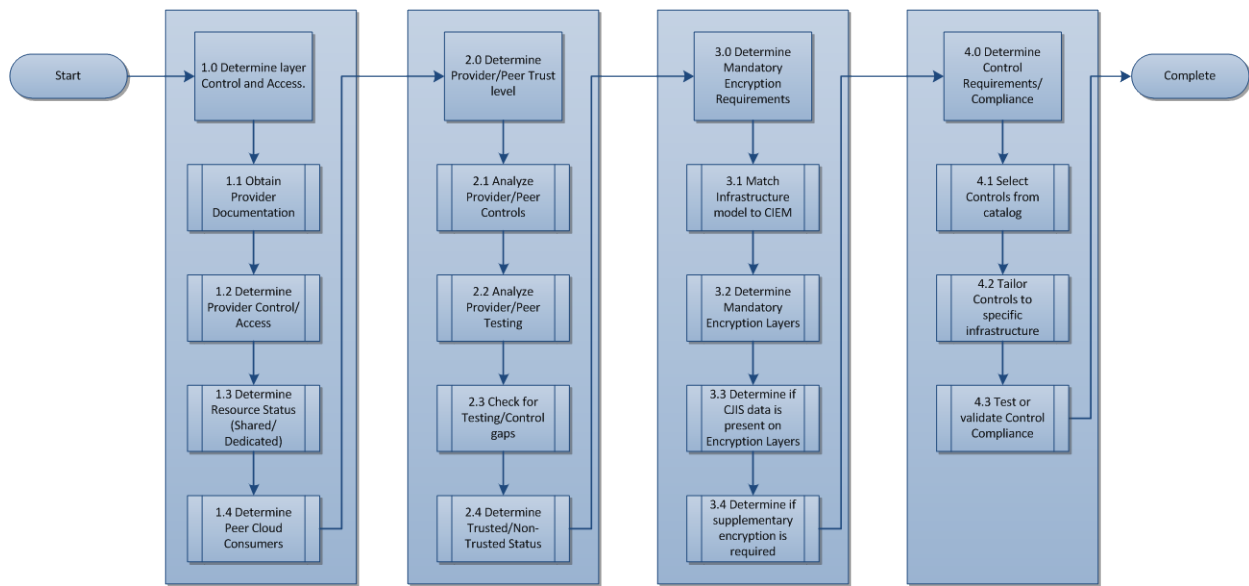 Start
1.0 Determine layer
Control and Access.
1.1 Obtain
Provider
Documentation
1.2 Determine
Provider Control/
Access
1.3 Determine
Resource Status
(Shared/
Dedicated)
1.4 Determine
Peer Cloud
Consumers
2.0 Determine
Provider/Peer Trust
level
2.1 Analyze
Provider/Peer
Controls
2.2 Analyze
Provider/Peer
Testing
2.3 Check for
Testing/Control
gaps
2.4 Determine
Trusted/Non-
Trusted Status
3.0 Determine
Mandatory
Encryption
Requirements
3.1 Match
Infrastructure
model to CIEM
3.2 Determine
Mandatory
Encryption Layers
3.3 Determine if
CJIS data is
present on
Encryption Layers
3.4 Determine if
supplementary
encryption is
required
4.0 Determine
Control
Requirements/
Compliance
4.1 Select
Controls from
catalog
4.2 Tailor
Controls to
specific
infrastructure
4.3 Test or
validate Control
Compliance
Complete